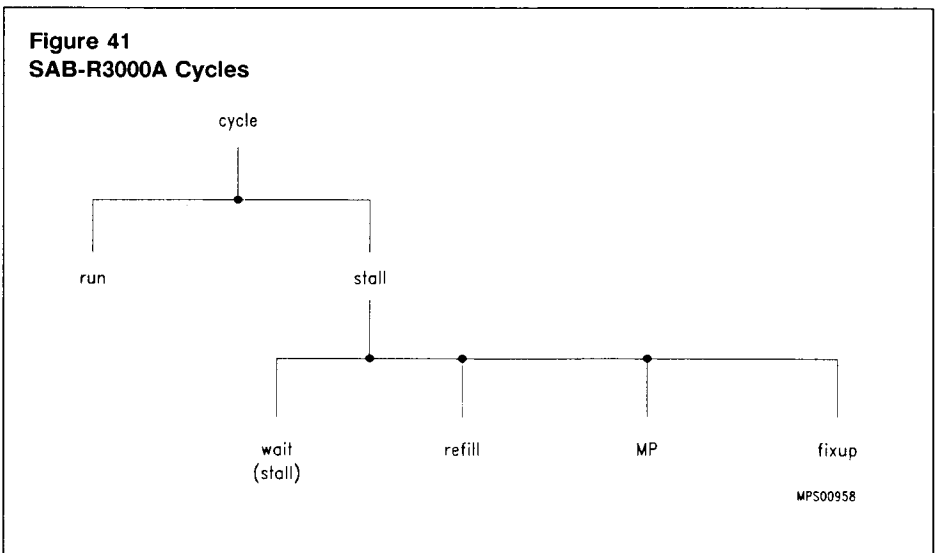 Figure 41
SAB-R3000A Cycles
cycle
run stall
wait refill MP fixup
(stall)
MPS00958